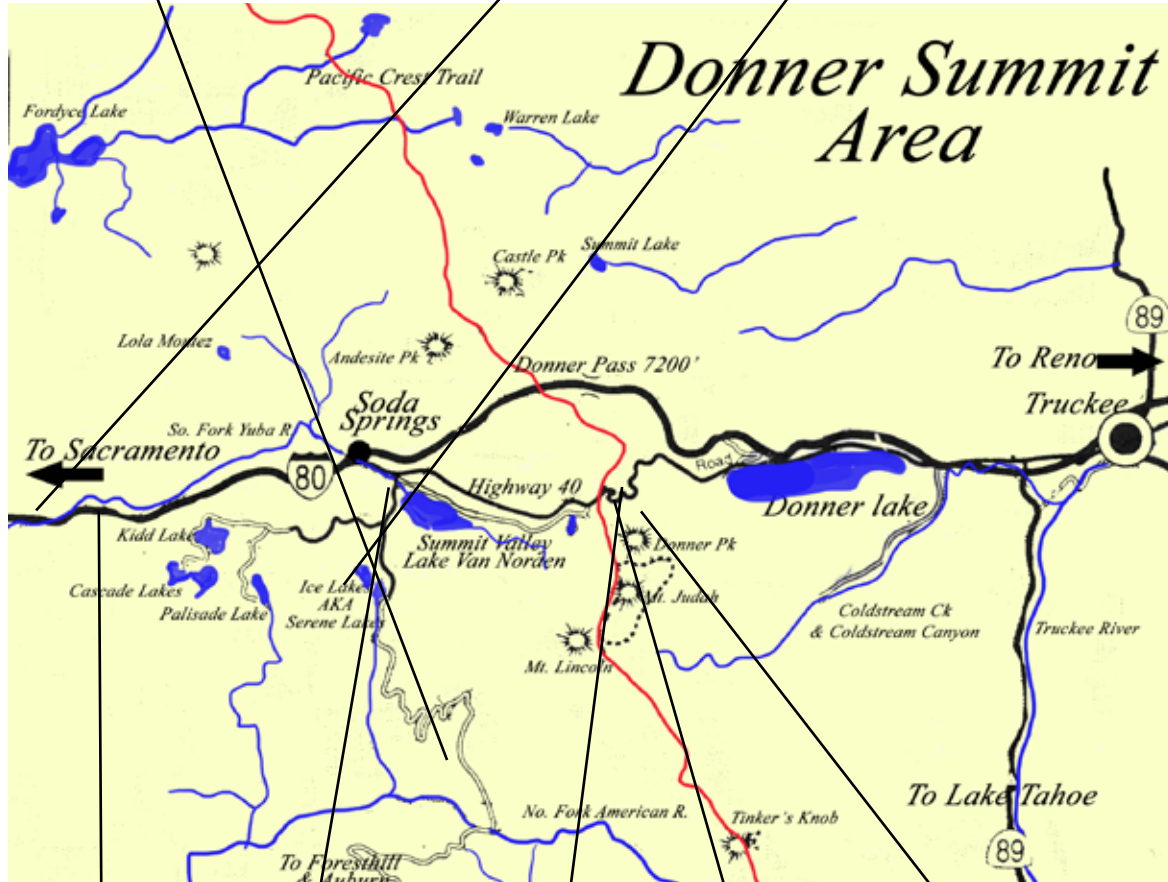 Donner Summit
Area
Pacific Crest Trail
Fordyce Lake
Warren Lake
Summit Lake
Castle Pk
89
Lola Montez
Andesite Pk
Donner Pass 7200'
To Reno
Truckee
Soda
Springs
So. Fork Yuba R
To Sacramento
80
Road
Highway 40
Donner lake
Kidd Lake
Summit Valley
Lake Van Norden
Donner Pk
Cascade Lakes
Palisade Lake
Ice Lakes
AKA
Serene Lakes
Mt. Judah
Coldstream Ck
& Coldstream Canyon
Truckee River
Mt. Lincoln
To Lake Tahoe
No. Fork American R.
Tinker's Knob
89
To Foresthill
& Auburn